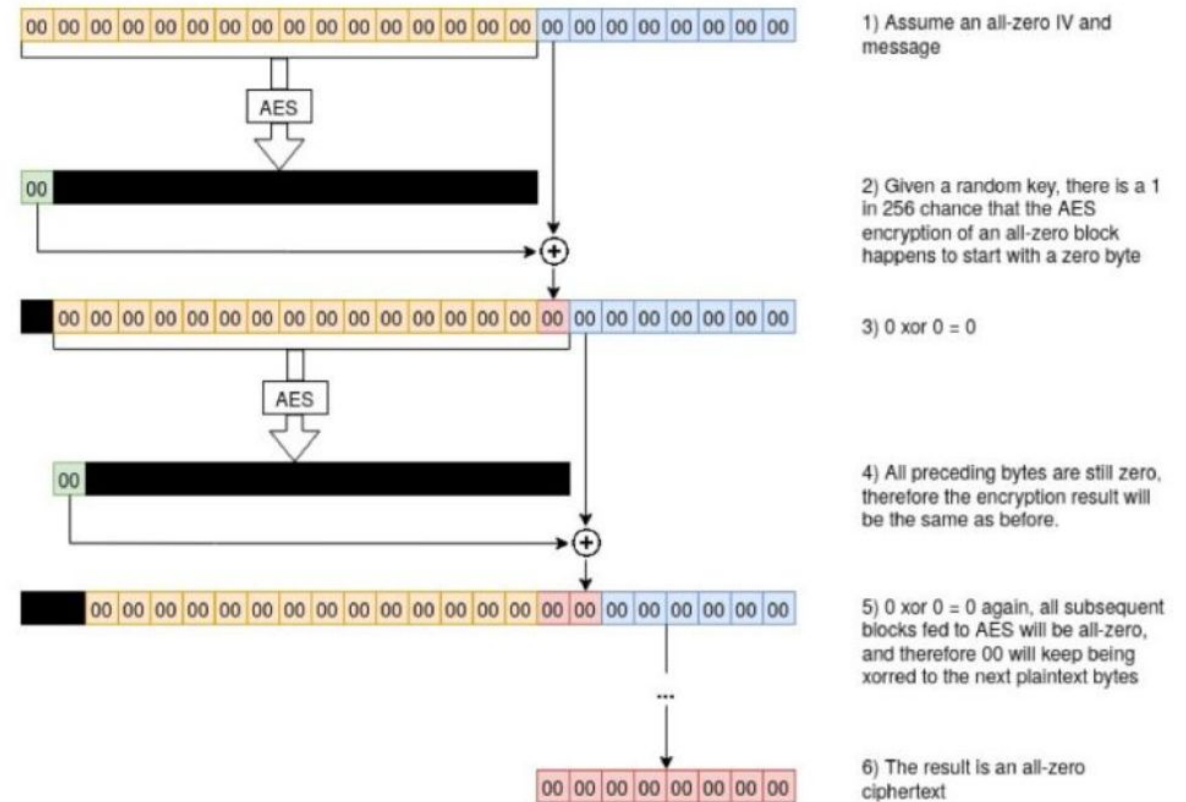 00 00 00 00 00 00 00 00 00 00 00 00 00 00 00 00 00 00 00 00 00 00 00 00
1) Assume an all-zero IV and
message
AES
00
2) Given a random key, there is a 1
in 256 chance that the AES
encryption of an all-zero block
happens to start with a zero byte
00 00 00 00 00 00 00 00 00 00 00 00 00 00 00 00 00 00 00 00 00 00 00
3) 0 xor 0 = 0
AES
00
4) All preceding bytes are still zero,
therefore the encryption result will
be the same as before.
00 00 00 00 00 00 00 00 00 00 00 00 00 00 00 00 00 00 00 00 00 00
5) 0 xor 0 = 0 again, all subsequent
blocks fed to AES will be all-zero,
and therefore 00 will keep being
xorred to the next plaintext bytes
...
00 00 00 00 00 00 00 00
6) The result is an all-zero
ciphertext